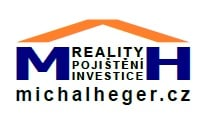 REALITY
M POJIŠTĚNÍ H
INVESTICE
michalheger.cz